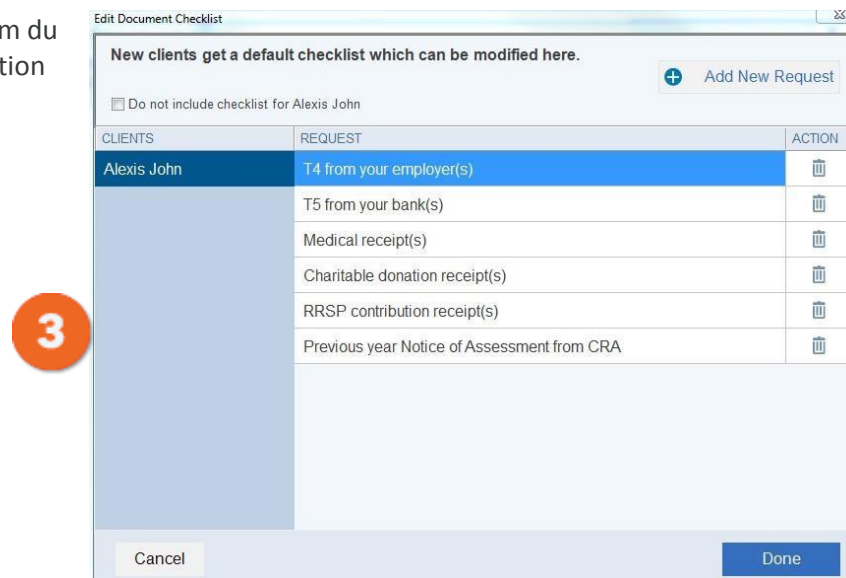 m du
tion
Edit Document Checklist
New clients get a default checklist which can be modified here.
Add New Request
Do not include checklist for Alexis John
CLIENTS REQUEST ACTION
Alexis John T4 from your employer(s)
T5 from your bank(s)
Medical receipt(s)
Charitable donation receipt(s)
RRSP contribution receipt(s)
3
Previous year Notice of Assessment from CRA
Cancel Done